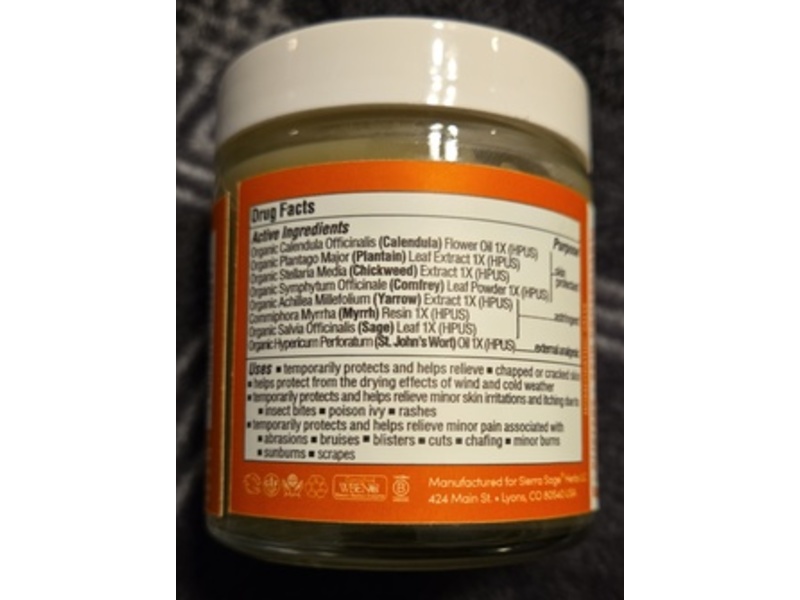 Drug Facts
Active Ingredients Purpose
Organic Calendula Officinalis (Calendula) Flower Oil 1X (HPUS)
Organic Plantago Major (Plantain) Leaf Extract 1X (HPUS)
Organic Stellaria Media (Chickweed) Extract 1X (HPUS) skin
Organic Symphytum Officinale (Comfrey) Leaf Powder 1X (HPUS) protectant
Organic Achillea Millefolium (Yarrow) Extract 1X (HPUS)
Commiphora Myrrha (Myrrh) Resin 1X (HPUS) astringent
Organic Salvia Officinalis (Sage) Leaf 1X (HPUS)
Organic Hypericum Perforatum (St. John's Wort) Oil 1X (HPUS) external analgesic
Uses ▪ temporarily protects and helps relieve ▪ chapped or cracked skin
▪ helps protect from the drying effects of wind and cold weather
▪ temporarily protects and helps relieve minor skin irritations and itching due to
▪ insect bites ▪ poison ivy ▪ rashes
▪ temporarily protects and helps relieve minor pain associated with
▪ abrasions ▪ bruises ▪ blisters ▪ cuts ▪ chafing ▪ minor burns
▪ sunburns ▪ scrapes
B
Manufactured for Sierra Sage Herbs
424 Main St. • Lyons, CO 80540 USA